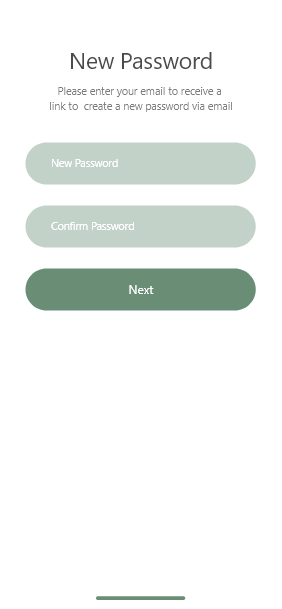 New Password
Please enter your email to receive a
link to  create a new password via email
New Password
Confirm Password
Next